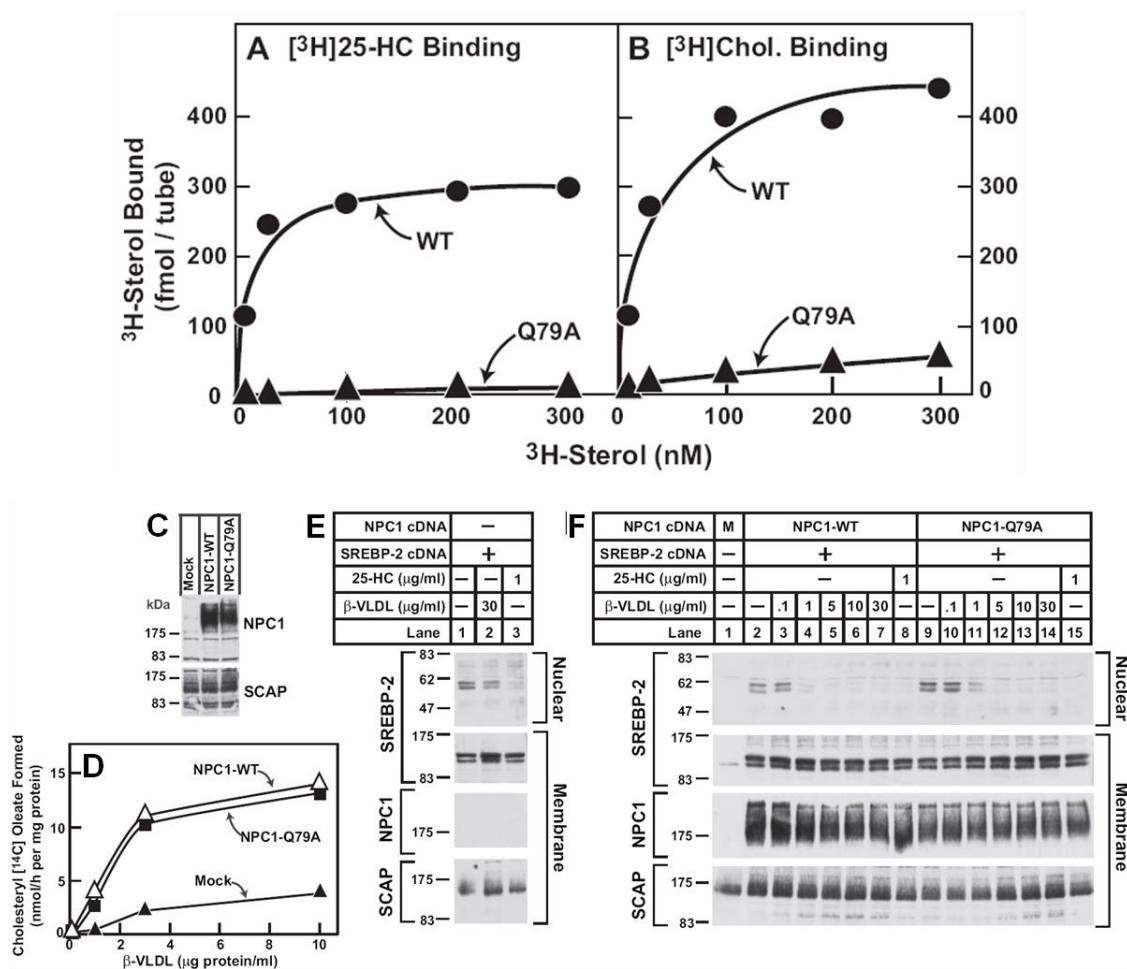 A [³H]25-HC Binding
B [³H]Chol. Binding
³H-Sterol Bound
(fmol / tube)
400
300
200
100
0
WT
Q79A
0 100 200 300
400
300
200
100
0
WT
Q79A
0 100 200 300
³H-Sterol (nM)
C
Mock
NPC1-WT
NPC1-Q79A
kDa
175
83
NPC1
175
83
SCAP
D
Cholesteryl [¹⁴C] Oleate Formed
(nmol/h per mg protein)
15
10
5
0
NPC1-WT
NPC1-Q79A
Mock
0 2 4 6 8 10
β-VLDL (μg protein/ml)
E
NPC1 cDNA –
SREBP-2 cDNA +
25-HC (μg/ml) – – 1
β-VLDL (μg/ml) – 30 –
Lane 1 2 3
SREBP-2
83
62
47
Nuclear
175
83
NPC1
175
SCAP
175
83
Membrane
F
NPC1 cDNA M NPC1-WT NPC1-Q79A
SREBP-2 cDNA – + +
25-HC (μg/ml) – – 1 – 1
β-VLDL (μg/ml) – – .1 1 5 10 30 – – .1 1 5 10 30 –
Lane 1 2 3 4 5 6 7 8 9 10 11 12 13 14 15
SREBP-2
83
62
47
Nuclear
175
83
NPC1
175
SCAP
175
83
Membrane